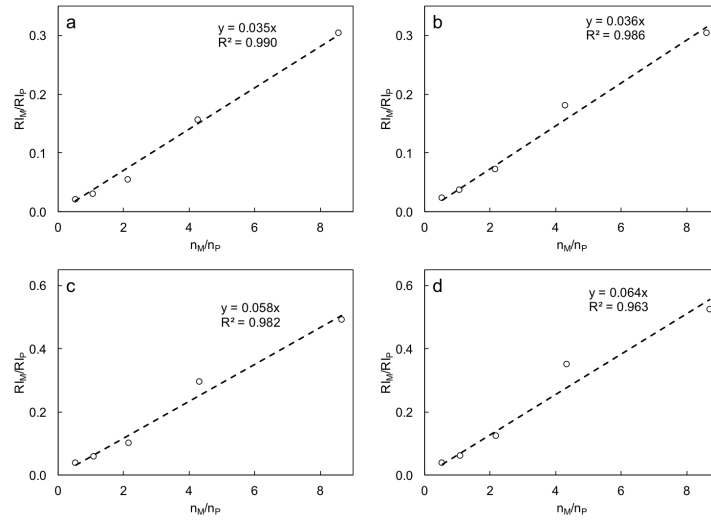 a
y = 0.035x
R² = 0.990
0.3
0.2
0.1
0.0
RI_M/RI_P
0 2 4 6 8
n_M/n_P
b
y = 0.036x
R² = 0.986
0.3
0.2
0.1
0.0
RI_M/RI_P
0 2 4 6 8
n_M/n_P
c
y = 0.058x
R² = 0.982
0.6
0.4
0.2
0.0
RI_M/RI_P
0 2 4 6 8
n_M/n_P
d
y = 0.064x
R² = 0.963
0.6
0.4
0.2
0.0
RI_M/RI_P
0 2 4 6 8
n_M/n_P